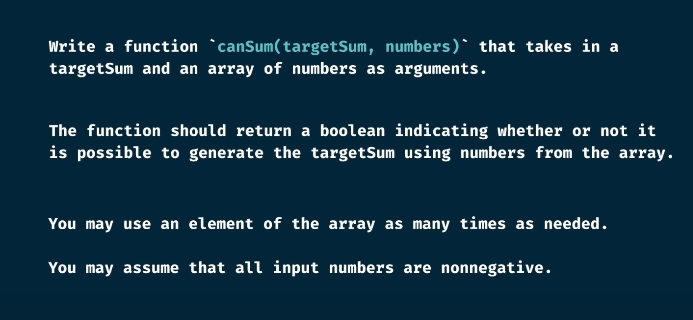 Write a function `canSum(targetSum, numbers)` that takes in a
targetSum and an array of numbers as arguments.
The function should return a boolean indicating whether or not it
is possible to generate the targetSum using numbers from the array.
You may use an element of the array as many times as needed.
You may assume that all input numbers are nonnegative.